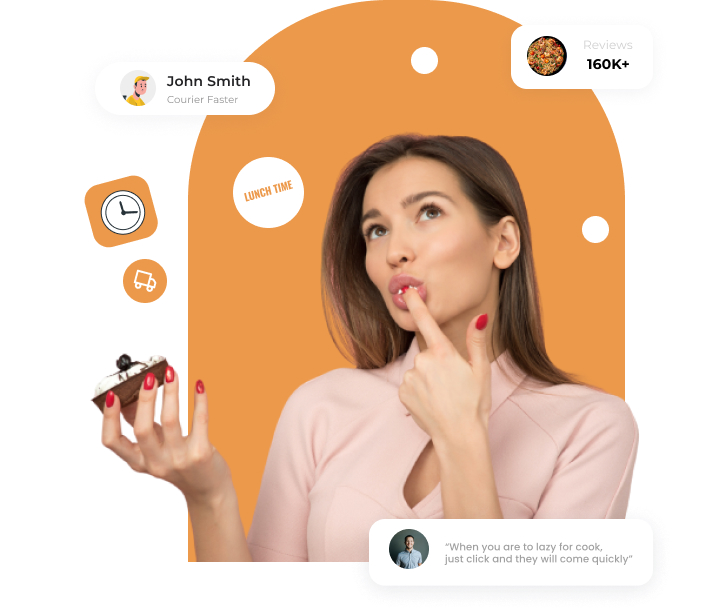 Reviews
160K+
John Smith
Courier Faster
LUNCH TIME
“When you are to lazy for cook,
just click and they will come quickly”